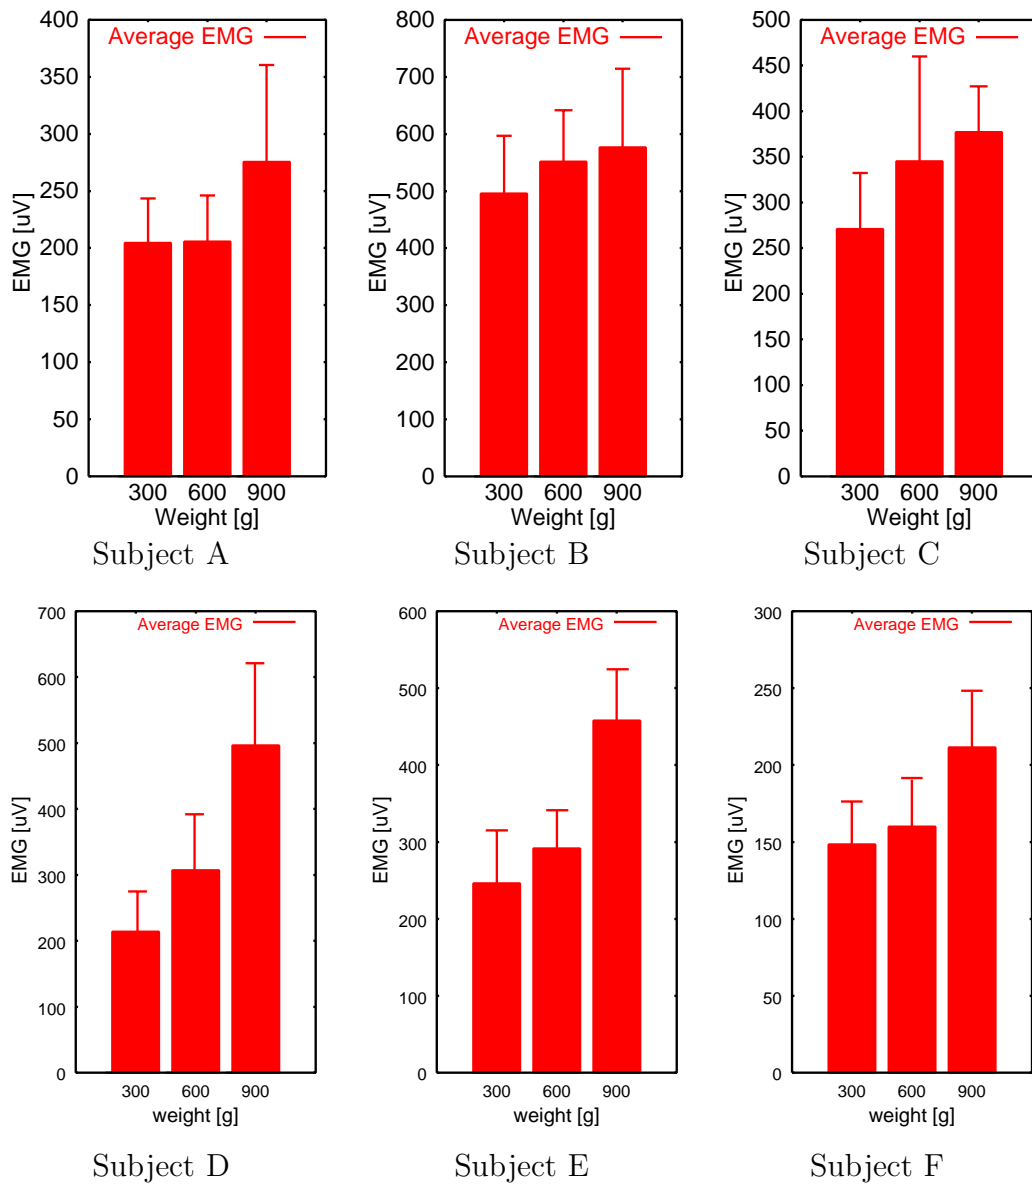 Average EMG
400
350
300
250
200
150
100
50
0
EMG [uV]
300 600 900
Weight [g]
Subject A
Average EMG
800
700
600
500
400
300
200
100
0
EMG [uV]
300 600 900
Weight [g]
Subject B
Average EMG
500
450
400
350
300
250
200
150
100
50
0
EMG [uV]
300 600 900
Weight [g]
Subject C
Average EMG
700
600
500
400
300
200
100
0
EMG [uV]
300 600 900
weight [g]
Subject D
Average EMG
600
500
400
300
200
100
0
EMG [uV]
300 600 900
weight [g]
Subject E
Average EMG
300
250
200
150
100
50
0
EMG [uV]
300 600 900
weight [g]
Subject F